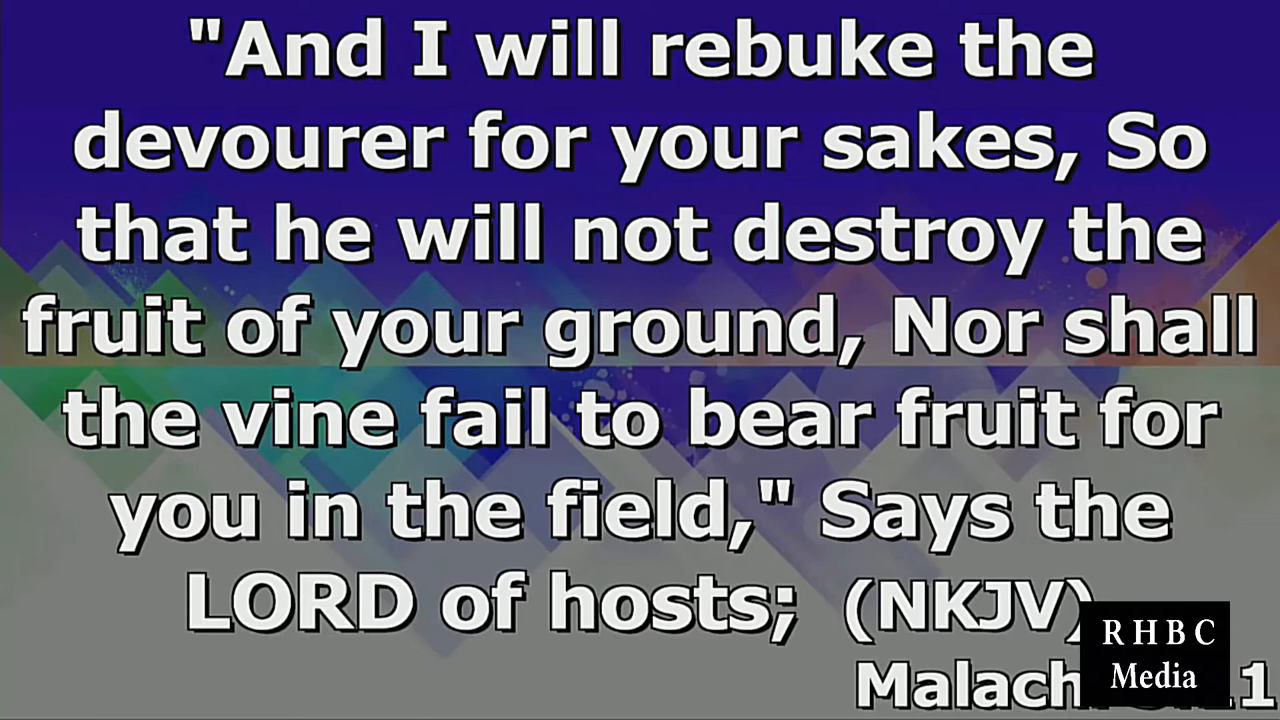 "And I will rebuke the
devourer for your sakes, So
that he will not destroy the
fruit of your ground, Nor shall
the vine fail to bear fruit for
you in the field," Says the
LORD of hosts; (NKJV)
RHBC
Media